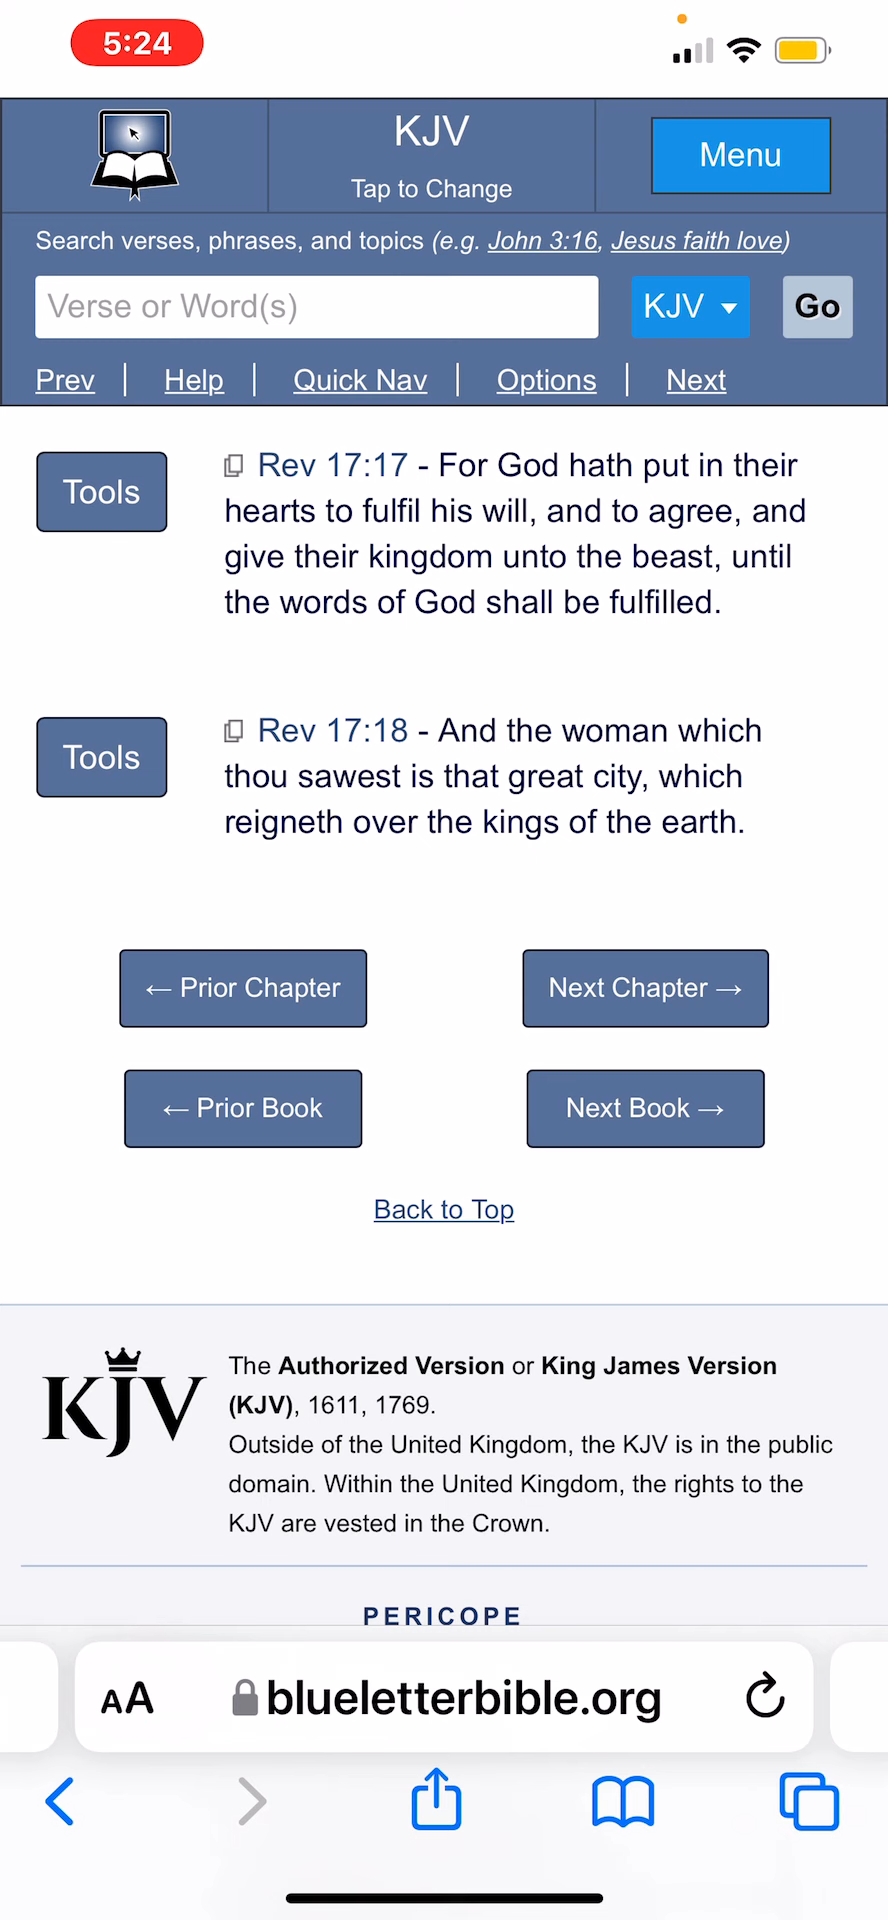 5:24
KJV
Tap to Change
Menu
Search verses, phrases, and topics (e.g. John 3:16, Jesus faith love)
Verse or Word(s)
KJV
Go
Prev | Help | Quick Nav | Options | Next
Tools
Rev 17:17 - For God hath put in their
hearts to fulfil his will, and to agree, and
give their kingdom unto the beast, until
the words of God shall be fulfilled.
Tools
Rev 17:18 - And the woman which
thou sawest is that great city, which
reigneth over the kings of the earth.
← Prior Chapter
Next Chapter →
← Prior Book
Next Book →
Back to Top
KJV
The Authorized Version or King James Version
(KJV), 1611, 1769.
Outside of the United Kingdom, the KJV is in the public
domain. Within the United Kingdom, the rights to the
KJV are vested in the Crown.
PERICOPE
AA
blueletterbible.org